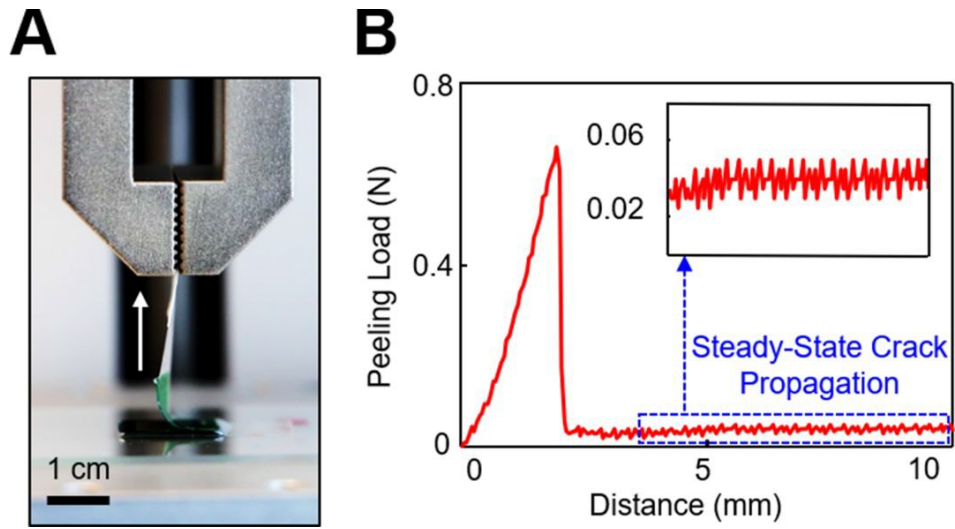 A
B
1 cm
Peeling Load (N)
0.8
0.4
0
0.06
0.02
Steady-State Crack
Propagation
0
5
10
Distance (mm)